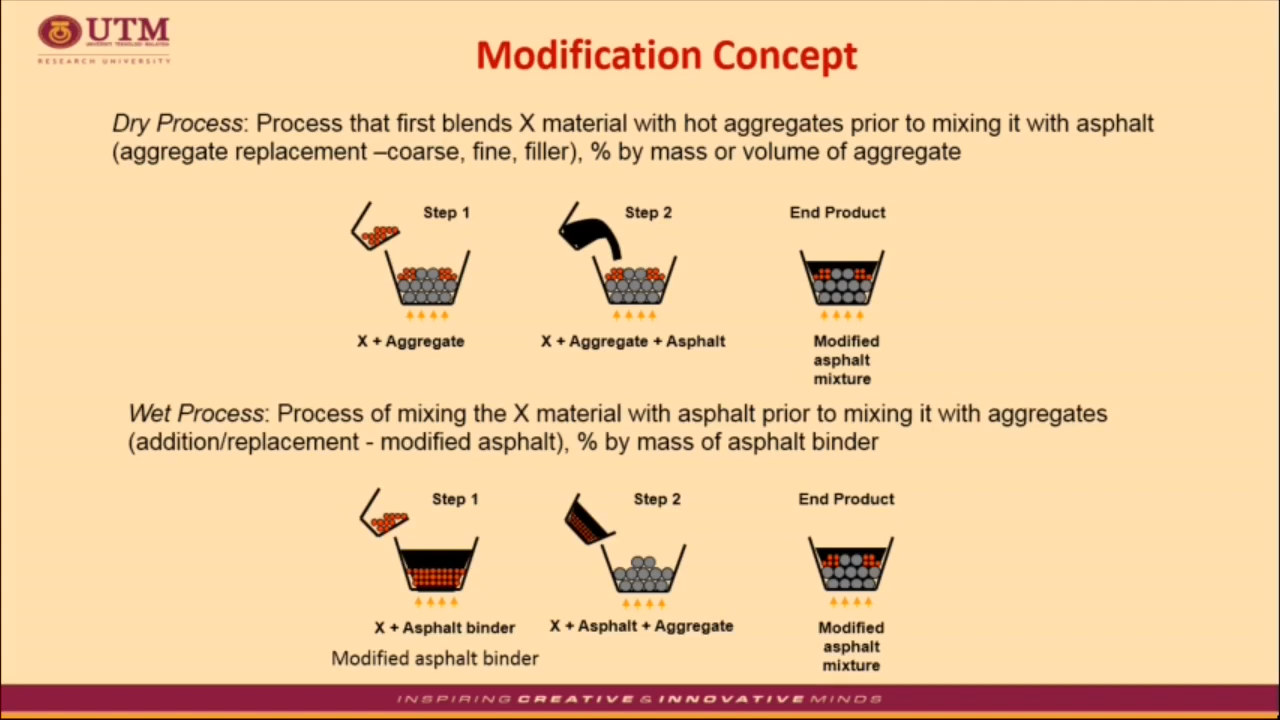 UTM
UNIVERSITI TEKNOLOGI MALAYSIA
RESEARCH UNIVERSITY
Modification Concept
Dry Process: Process that first blends X material with hot aggregates prior to mixing it with asphalt
(aggregate replacement –coarse, fine, filler), % by mass or volume of aggregate
Step 1
Step 2
End Product
X + Aggregate
X + Aggregate + Asphalt
Modified
asphalt
mixture
Wet Process: Process of mixing the X material with asphalt prior to mixing it with aggregates
(addition/replacement - modified asphalt), % by mass of asphalt binder
Step 1
Step 2
End Product
X + Asphalt binder
X + Asphalt + Aggregate
Modified
asphalt
mixture
Modified asphalt binder
INSPIRING CREATIVE & INNOVATIVE MINDS